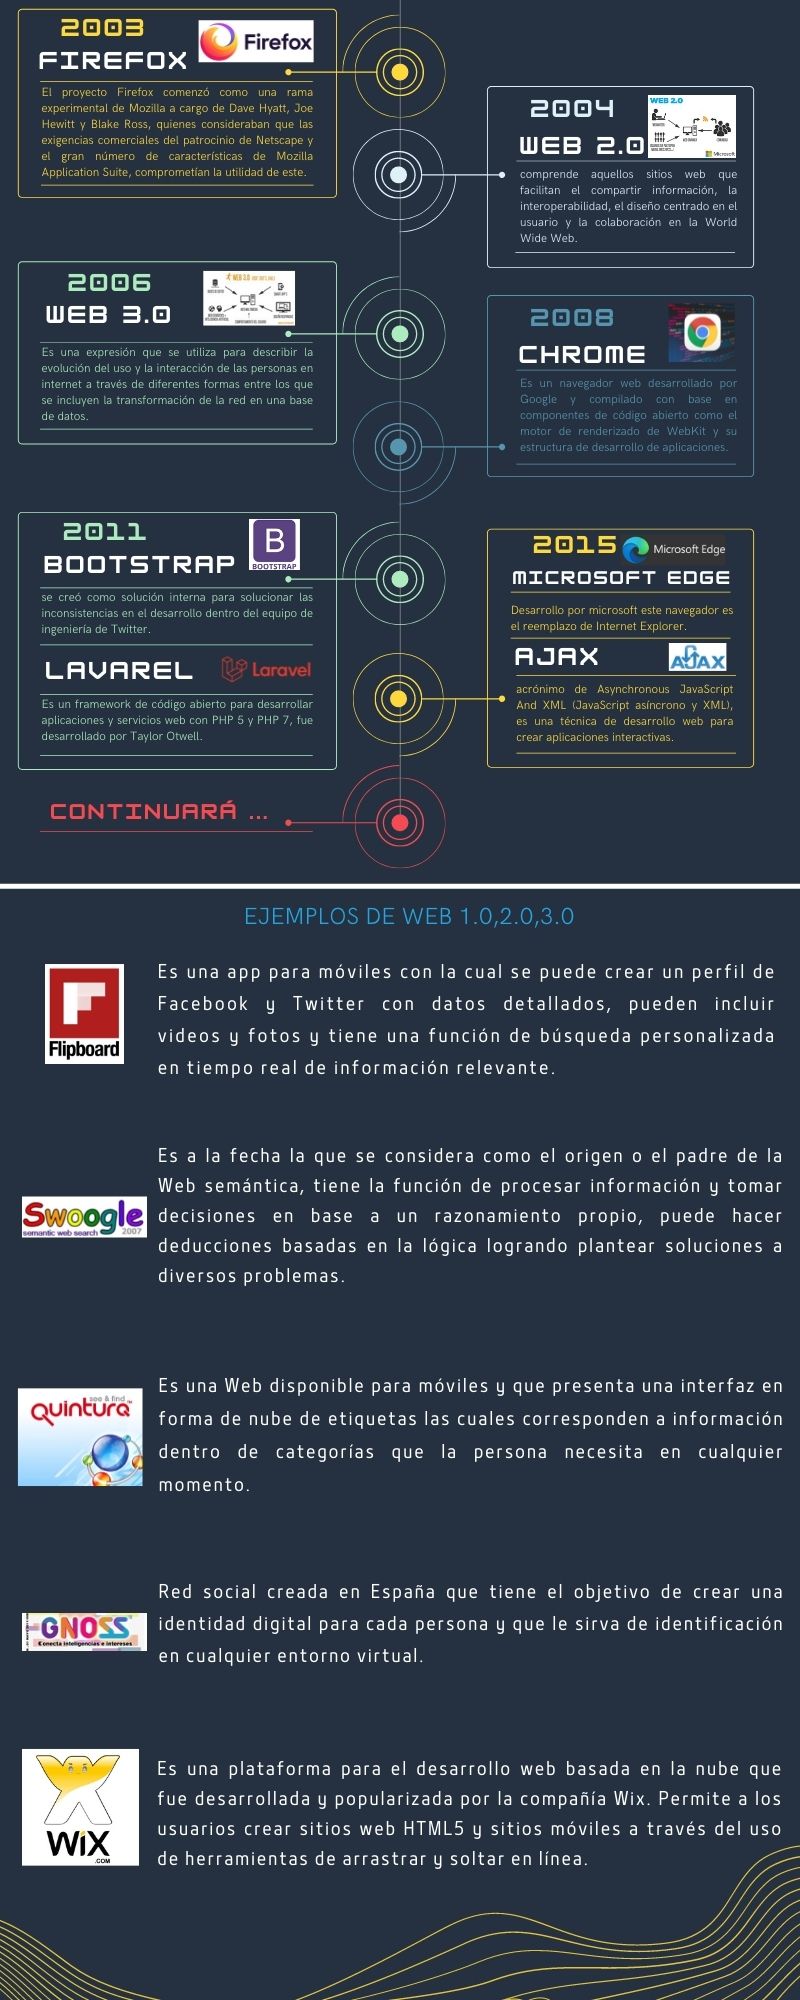 2003
FIREFOX
Firefox
El proyecto Firefox comenzó como una rama
experimental de Mozilla a cargo de Dave Hyatt, Joe
Hewitt y Blake Ross, quienes consideraban que las
exigencias comerciales del patrocinio de Netscape y
el gran número de características de Mozilla
Application Suite, comprometían la utilidad de este.
2004
WEB 2.0
WEB 2.0
Microsoft
comprende aquellos sitios web que
facilitan el compartir información, la
interoperabilidad, el diseño centrado en el
usuario y la colaboración en la World
Wide Web.
2006
WEB 3.0
WEB 3.0
Es una expresión que se utiliza para describir la
evolución del uso y la interacción de las personas en
internet a través de diferentes formas entre los que
se incluyen la transformación de la red en una base
de datos.
2008
CHROME
Es un navegador web desarrollado por
Google y compilado con base en
componentes de código abierto como el
motor de renderizado de WebKit y su
estructura de desarrollo de aplicaciones.
2011
BOOTSTRAP
B
BOOTSTRAP
se creó como solución interna para solucionar las
inconsistencias en el desarrollo dentro del equipo de
ingeniería de Twitter.
LAVAREL
Laravel
Es un framework de código abierto para desarrollar
aplicaciones y servicios web con PHP 5 y PHP 7, fue
desarrollado por Taylor Otwell.
2015
Microsoft Edge
MICROSOFT EDGE
Desarrollo por microsoft este navegador es
el reemplazo de Internet Explorer.
AJAX
AJAX
acrónimo de Asynchronous JavaScript
And XML (JavaScript asíncrono y XML),
es una técnica de desarrollo web para
crear aplicaciones interactivas.
CONTINUARÁ ...
EJEMPLOS DE WEB 1.0,2.0,3.0
Flipboard
Es una app para móviles con la cual se puede crear un perfil de
Facebook y Twitter con datos detallados, pueden incluir
videos y fotos y tiene una función de búsqueda personalizada
en tiempo real de información relevante.
Swoogle
semantic web search 2007
Es a la fecha la que se considera como el origen o el padre de la
Web semántica, tiene la función de procesar información y tomar
decisiones en base a un razonamiento propio, puede hacer
deducciones basadas en la lógica logrando plantear soluciones a
diversos problemas.
see & find
quintura
Es una Web disponible para móviles y que presenta una interfaz en
forma de nube de etiquetas las cuales corresponden a información
dentro de categorías que la persona necesita en cualquier
momento.
GNOSS
Conecta inteligencias e intereses
Red social creada en España que tiene el objetivo de crear una
identidad digital para cada persona y que le sirva de identificación
en cualquier entorno virtual.
WiX
.COM
Es una plataforma para el desarrollo web basada en la nube que
fue desarrollada y popularizada por la compañía Wix. Permite a los
usuarios crear sitios web HTML5 y sitios móviles a través del uso
de herramientas de arrastrar y soltar en línea.